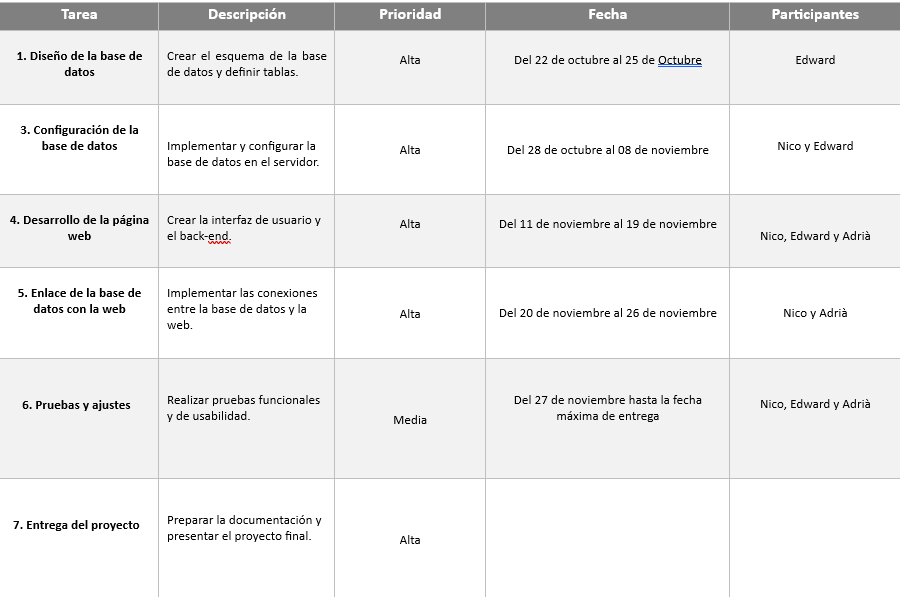 Tarea Descripción Prioridad Fecha Participantes
1. Diseño de la base de
datos
Crear el esquema de la base
de datos y definir tablas.
Alta
Del 22 de octubre al 25 de Octubre
Edward
3. Configuración de la
base de datos
Implementar y configurar la
base de datos en el servidor.
Alta
Del 28 de octubre al 08 de noviembre
Nico y Edward
4. Desarrollo de la página
web
Crear la interfaz de usuario y
el back-end.
Alta
Del 11 de noviembre al 19 de noviembre
Nico, Edward y Adrià
5. Enlace de la base de
datos con la web
Implementar las conexiones
entre la base de datos y la
web.
Alta
Del 20 de noviembre al 26 de noviembre
Nico y Adrià
6. Pruebas y ajustes
Realizar pruebas funcionales
y de usabilidad.
Media
Del 27 de noviembre hasta la fecha
máxima de entrega
Nico, Edward y Adrià
7. Entrega del proyecto
Preparar la documentación y
presentar el proyecto final.
Alta